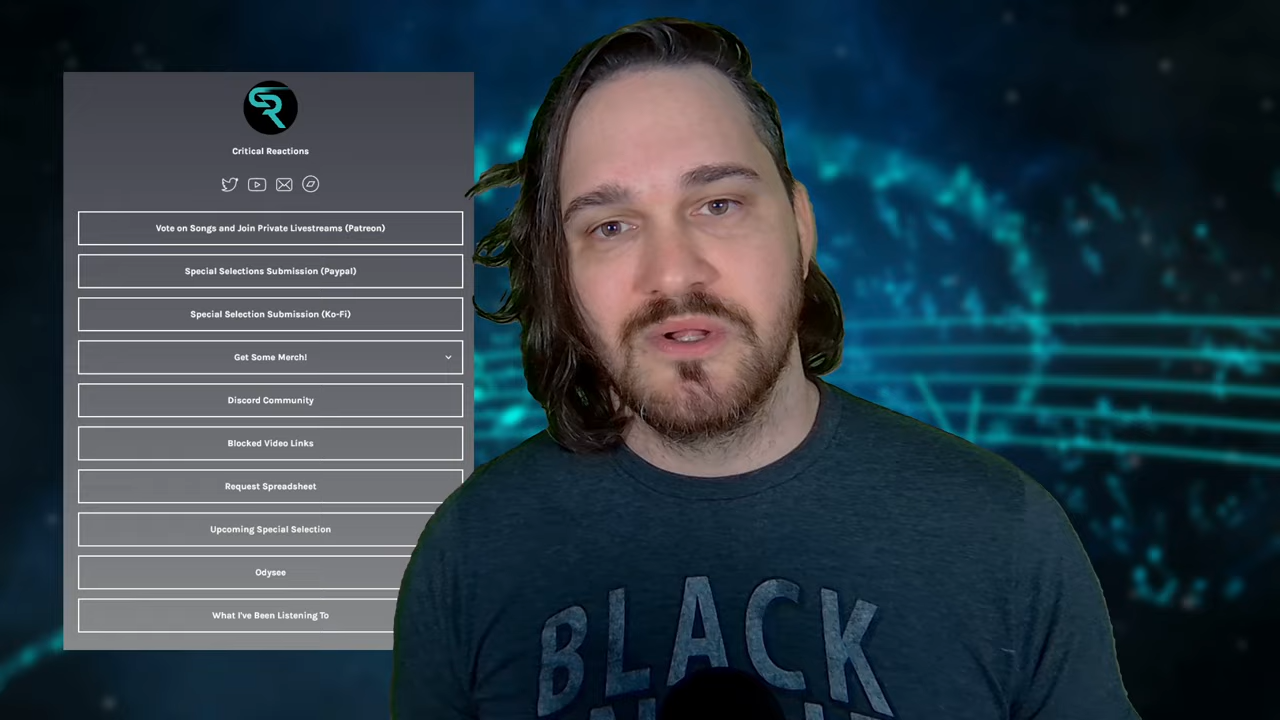 CR
Critical Reactions
Vote on Songs and Join Private Livestreams (Patreon)
Special Selections Submission (Paypal)
Special Selection Submission (Ko-Fi)
Get Some Merch!
Discord Community
Blocked Video Links
Request Spreadsheet
Upcoming Special Selection
Odysee
What I've Been Listening To
BLACK